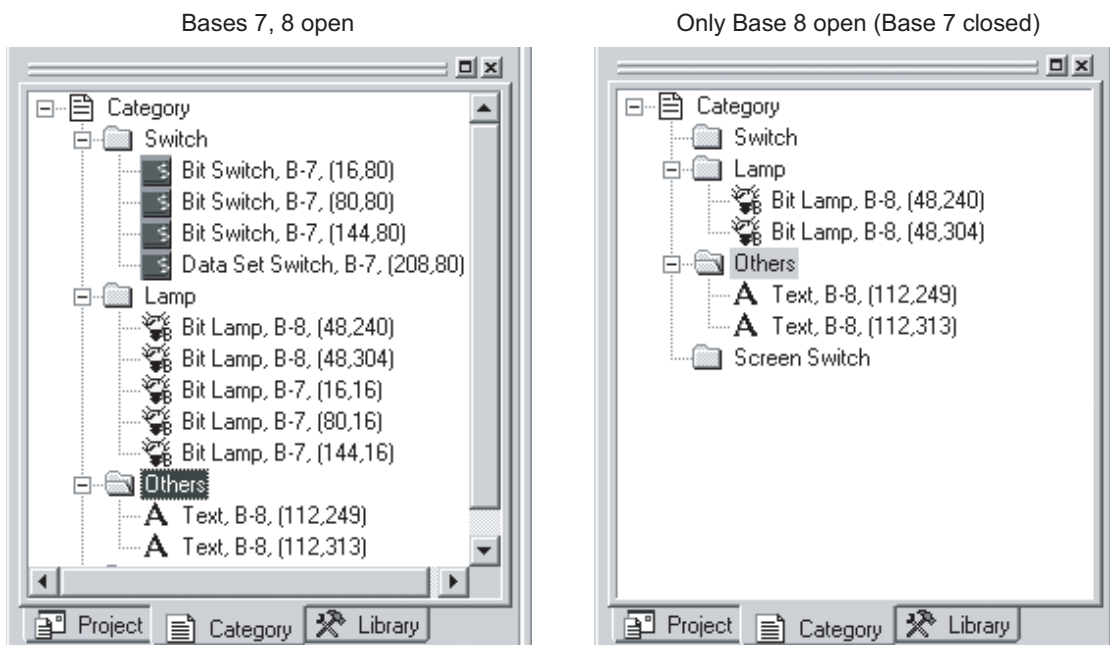 Bases 7, 8 open
Category
Switch
Bit Switch, B-7, (16,80)
Bit Switch, B-7, (80,80)
Bit Switch, B-7, (144,80)
Data Set Switch, B-7, (208,80)
Lamp
Bit Lamp, B-8, (48,240)
Bit Lamp, B-8, (48,304)
Bit Lamp, B-7, (16,16)
Bit Lamp, B-7, (80,16)
Bit Lamp, B-7, (144,16)
Others
A Text, B-8, (112,249)
A Text, B-8, (112,313)
Project Category Library
Only Base 8 open (Base 7 closed)
Category
Switch
Lamp
Bit Lamp, B-8, (48,240)
Bit Lamp, B-8, (48,304)
Others
A Text, B-8, (112,249)
A Text, B-8, (112,313)
Screen Switch
Project Category Library